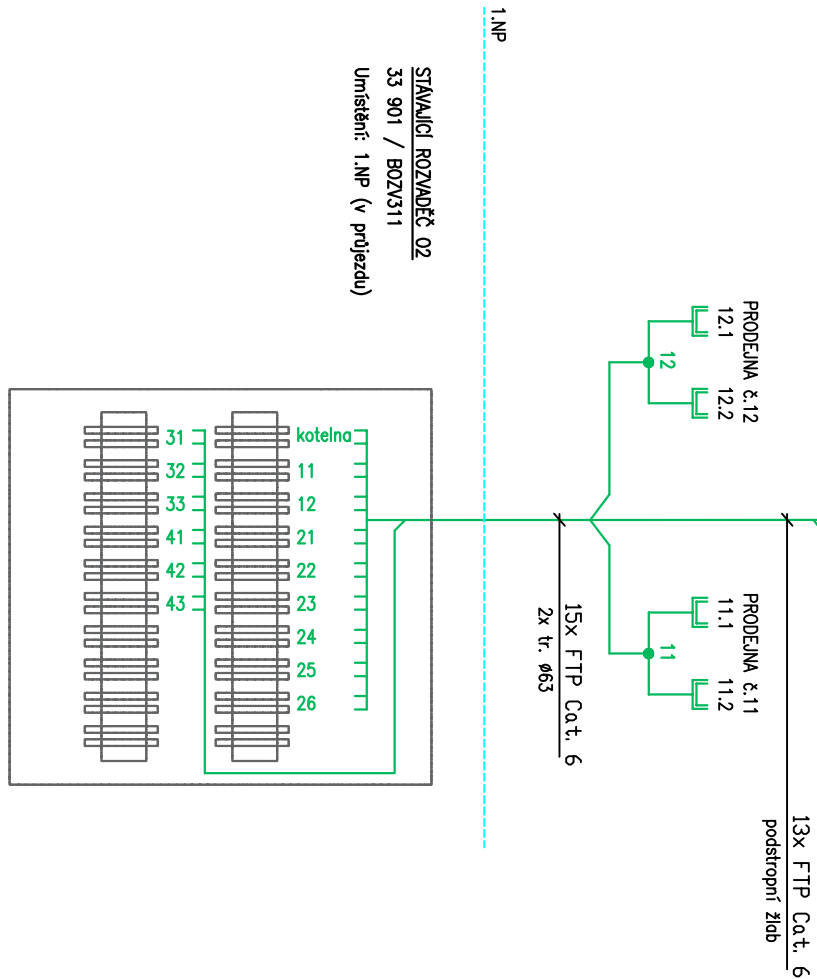 1.NP
STÁVAJÍCÍ ROZVADĚČ 02
33 901 / BOZV311
Umístění: 1.NP (v průjezdu)
PRODEJNA č.12
12.1
12.2
12
PRODEJNA č.11
11.1
11.2
11
15x FTP Cat. 6
2x tr. ø63
13x FTP Cat. 6
podstropní žlab
kotelna
11
12
21
22
23
24
25
26
31
32
33
41
42
43